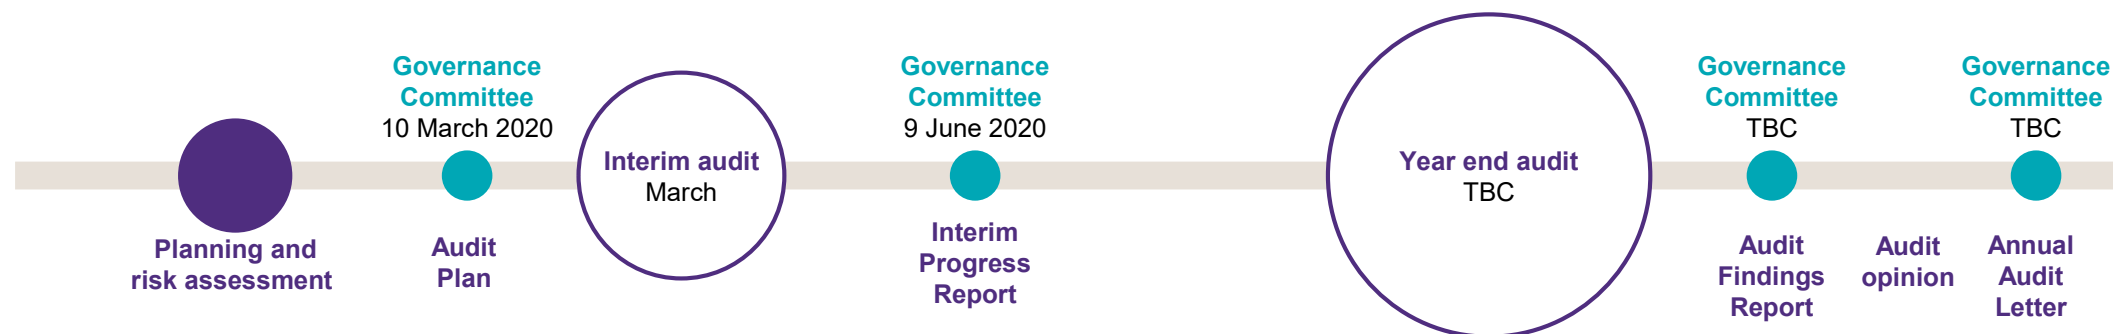 Planning and
risk assessment
Governance
Committee
10 March 2020
Audit
Plan
Interim audit
March
Governance
Committee
9 June 2020
Interim
Progress
Report
Year end audit
TBC
Governance
Committee
TBC
Audit
Findings
Report
Audit
opinion
Governance
Committee
TBC
Annual
Audit
Letter